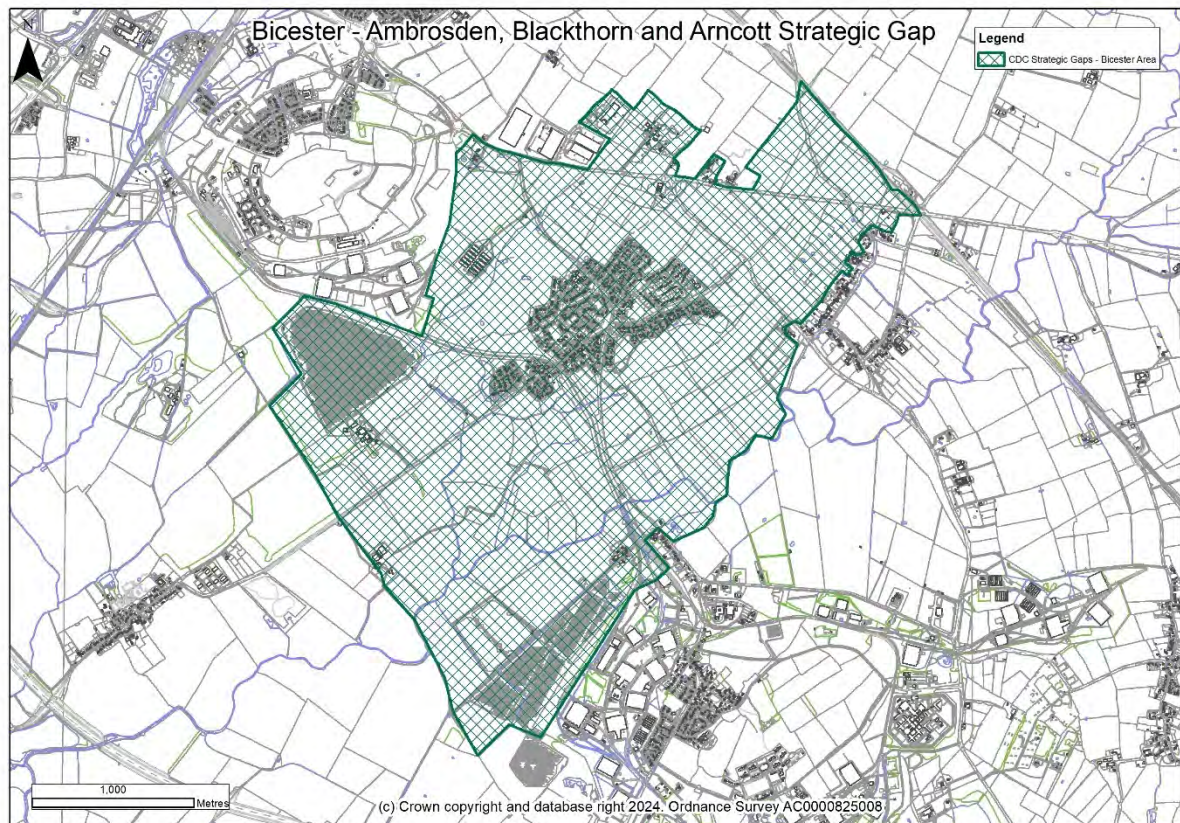 Bicester - Ambrosden, Blackthorn and Arncott Strategic Gap
N
Legend
CDC Strategic Gaps - Bicester Area
1,000
Metres
(c) Crown copyright and database right 2024. Ordnance Survey AC0000825008